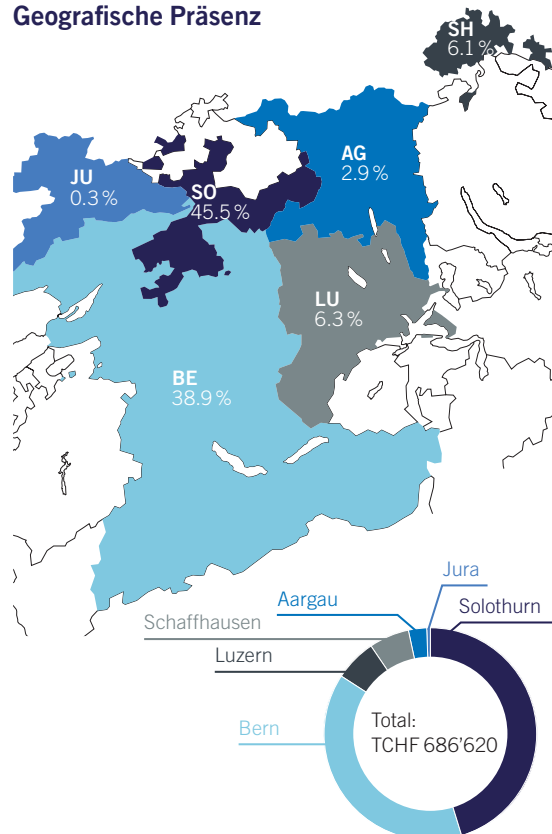 Geografische Präsenz
SH
6.1 %
AG
2.9 %
JU
0.3 %
SO
45.5 %
LU
6.3 %
BE
38.9 %
Jura
Aargau
Solothurn
Schaffhausen
Luzern
Bern
Total:
TCHF 686’620